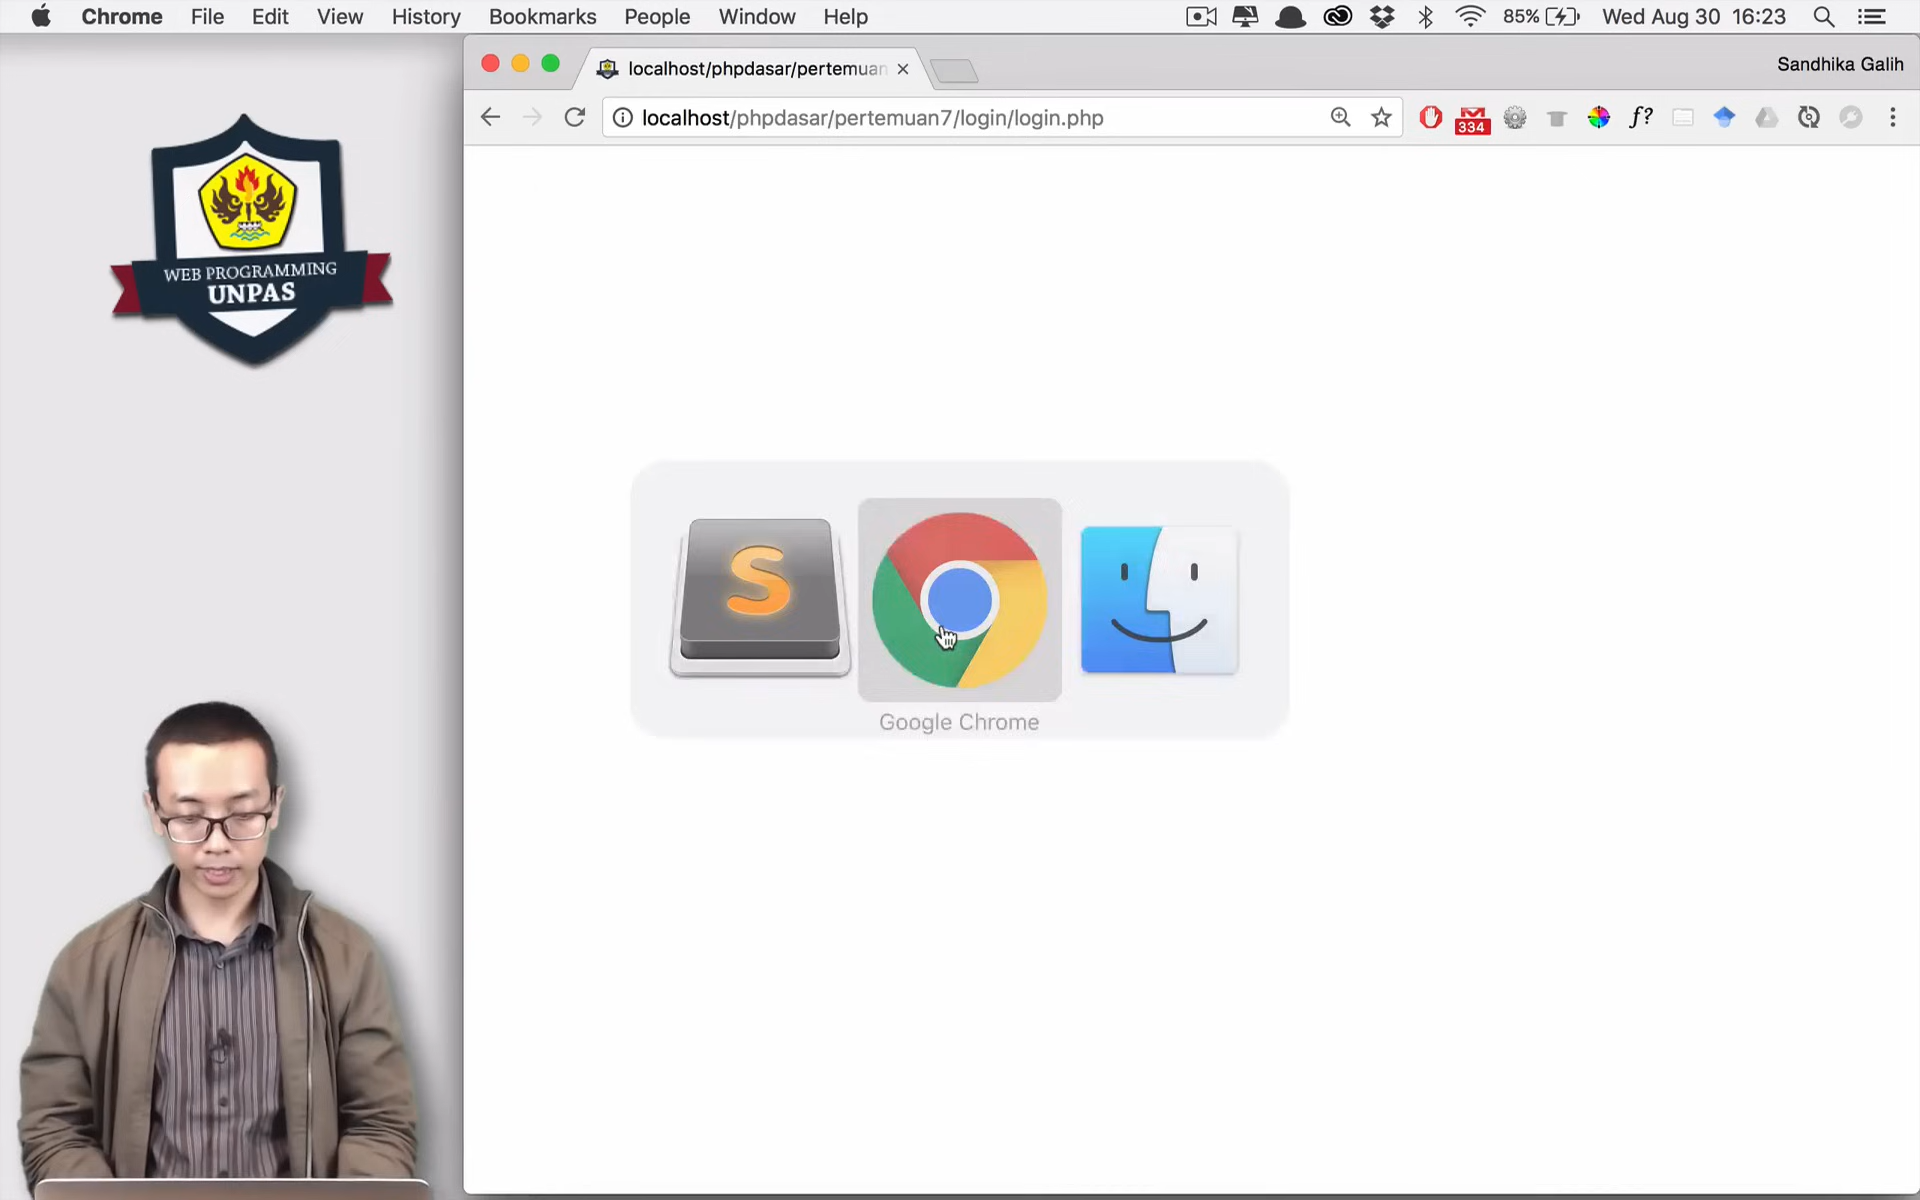 Chrome File Edit View History Bookmarks People Window Help 85% Wed Aug 30 16:23
localhost/phpdasar/pertemuan Sandhika Galih
localhost/phpdasar/pertemuan7/login/login.php f? 334
WEB PROGRAMMING
UNPAS
S
Google Chrome